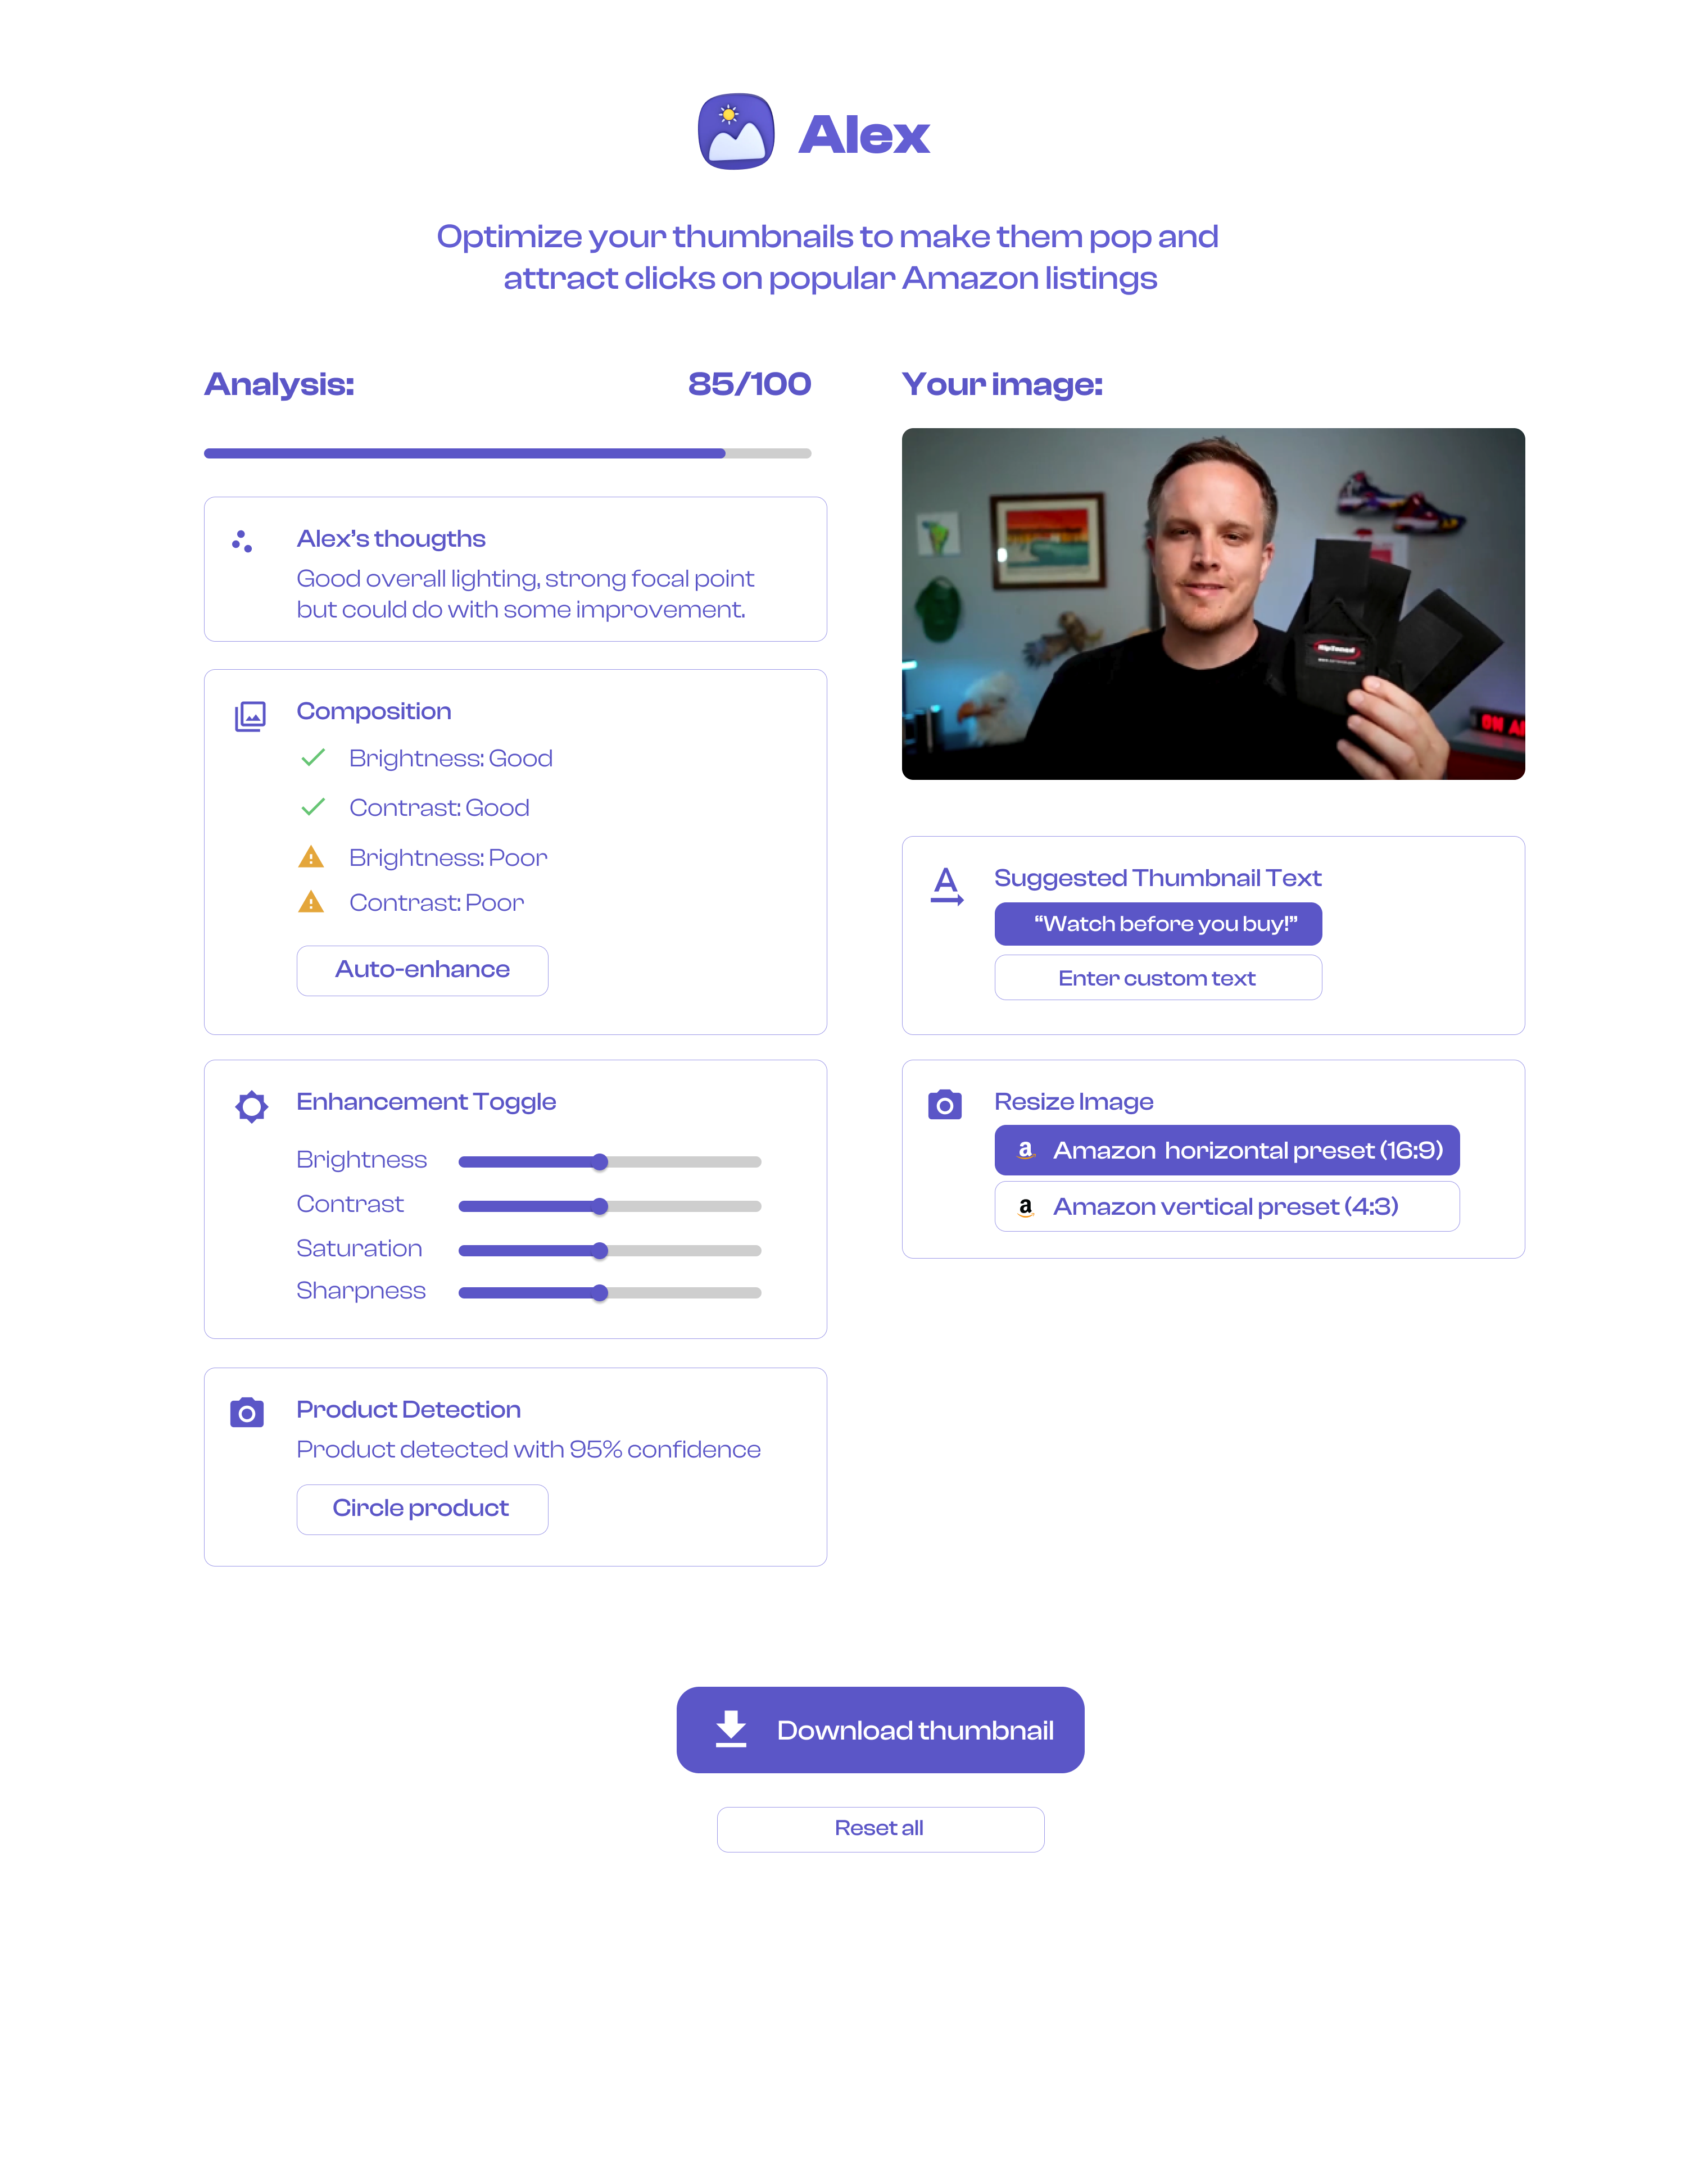 Alex
Optimize your thumbnails to make them pop and
attract clicks on popular Amazon listings
Analysis:
85/100
Alex's thougths
Good overall lighting, strong focal point
but could do with some improvement.
Composition
Brightness: Good
Contrast: Good
Brightness: Poor
Contrast: Poor
Auto-enhance
Enhancement Toggle
Brightness
Contrast
Saturation
Sharpness
Product Detection
Product detected with 95% confidence
Circle product
Your image:
ON
Suggested Thumbnail Text
“Watch before you buy!”
Enter custom text
Resize Image
a Amazon horizontal preset (16:9)
a Amazon vertical preset (4:3)
Download thumbnail
Reset all